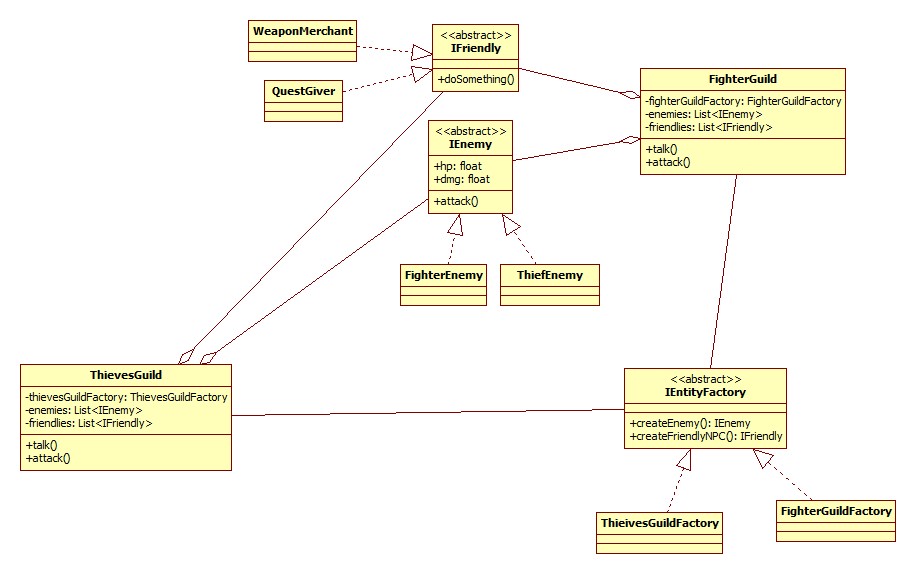 WeaponMerchant
QuestGiver
<<abstract>>
IFriendly
+doSomething()
FighterGuild
-fighterGuildFactory: FighterGuildFactory
-enemies: List<IEnemy>
-friendlies: List<IFriendly>
+talk()
+attack()
<<abstract>>
IEnemy
+hp: float
+dmg: float
+attack()
FighterEnemy
ThiefEnemy
ThievesGuild
-thievesGuildFactory: ThievesGuildFactory
-enemies: List<IEnemy>
-friendlies: List<IFriendly>
+talk()
+attack()
<<abstract>>
IEntityFactory
+createEnemy(): IEnemy
+createFriendlyNPC(): IFriendly
ThieivesGuildFactory
FighterGuildFactory